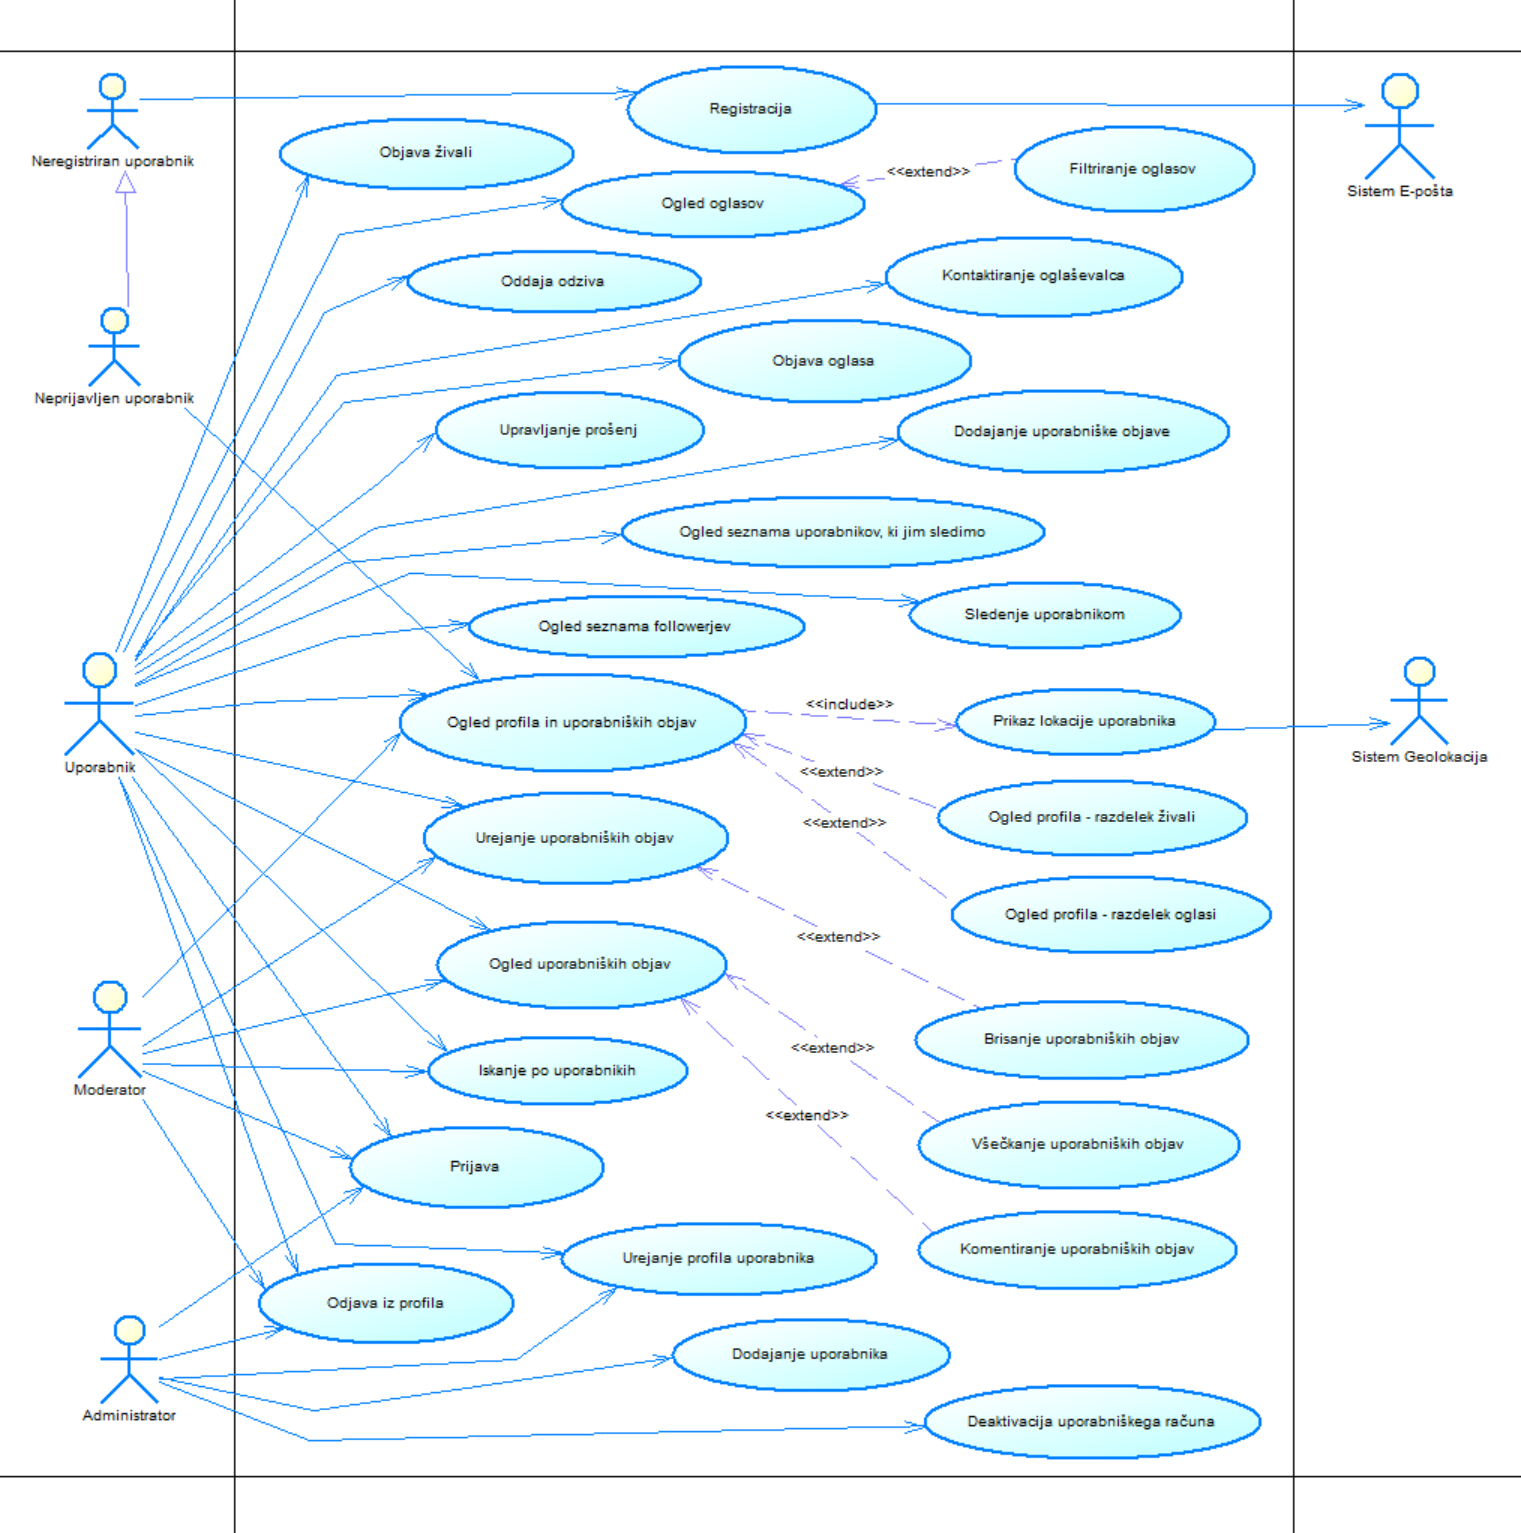 Registracija
Neregistriran uporabnik
Objava živali
Filtriranje oglasov
<<extend>>
Sistem E-pošta
Ogled oglasov
Oddaja odziva
Kontaktiranje oglaševalca
Objava oglasa
Neprijavljen uporabnik
Upravljanje prošenj
Dodajanje uporabniške objave
Ogled seznama uporabnikov, ki jim sledimo
Sledenje uporabnikom
Ogled seznama followerjev
<<include>>
Ogled profila in uporabniških objav
Prikaz lokacije uporabnika
Sistem Geolokacija
Uporabnik
<<extend>>
Ogled profila - razdelek živali
<<extend>>
Urejanje uporabniških objav
Ogled profila - razdelek oglasi
<<extend>>
Ogled uporabniških objav
Brisanje uporabniških objav
<<extend>>
Iskanje po uporabnikih
Moderator
<<extend>>
Všečkanje uporabniških objav
Prijava
Komentiranje uporabniških objav
Urejanje profila uporabnika
Odjava iz profila
Dodajanje uporabnika
Administrator
Deaktivacija uporabniškega računa